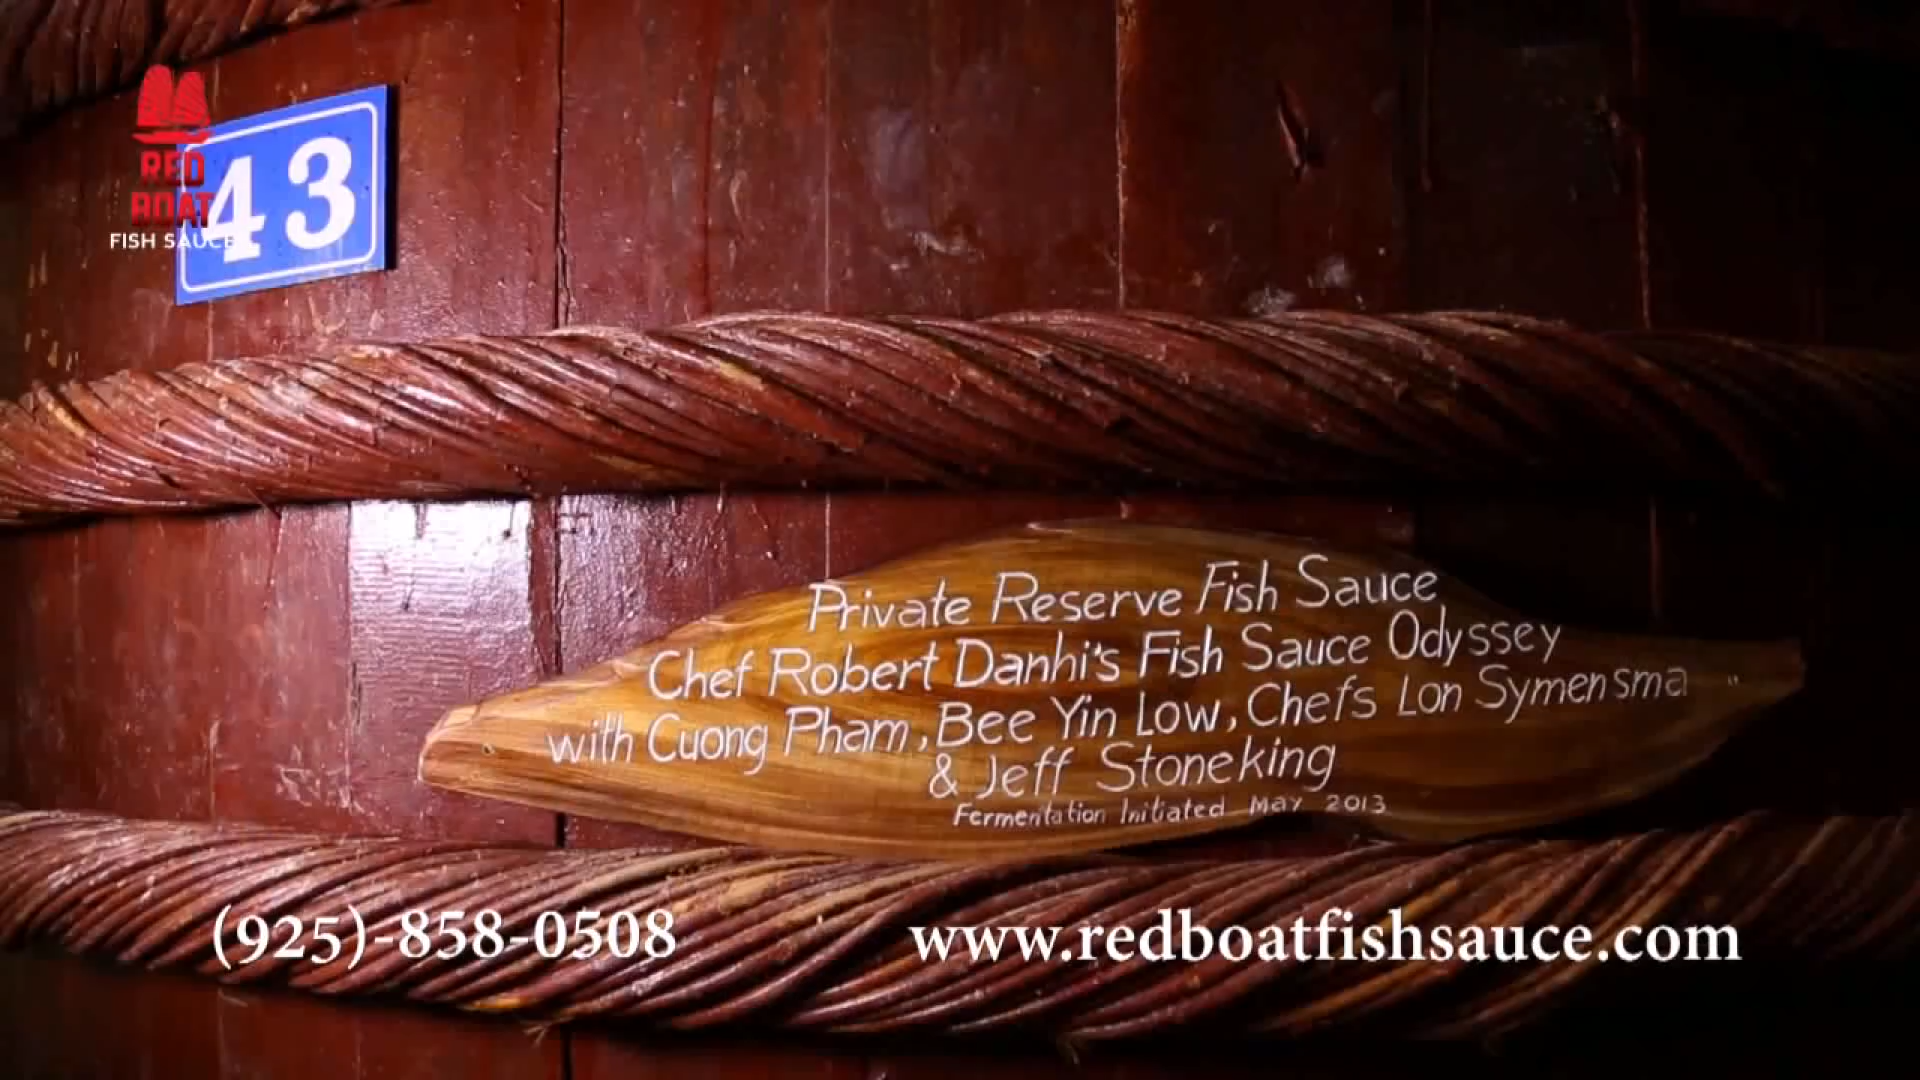 RED
BOAT
FISH SAUCE
43
Private Reserve Fish Sauce
Chef Robert Danhi's Fish Sauce Odyssey
with Cuong Pham, Bee Yin Low, Chefs Lon Symensma
& Jeff Stoneking
Fermentation Initiated May 2013
(925)-858-0508
www.redboatfishsauce.com